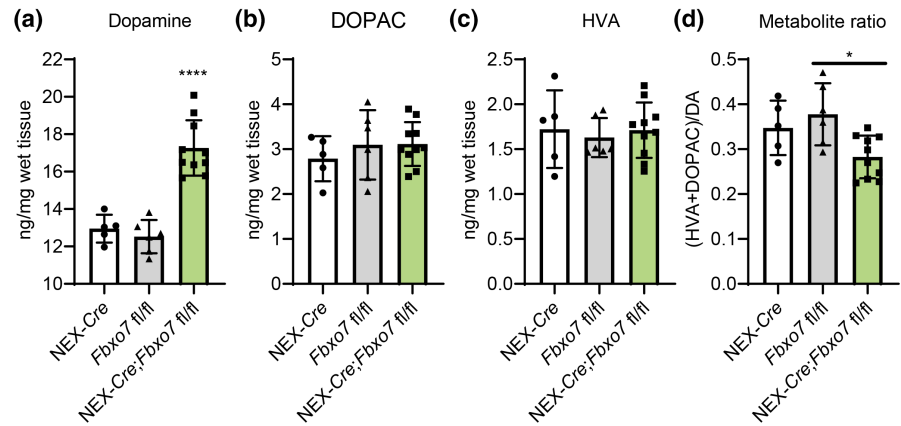 (a) Dopamine
ng/mg wet tissue
22
20
18
16
14
12
10
****
NEX-Cre
Fbxo7 fl/fl
NEX-Cre;Fbxo7 fl/fl
(b) DOPAC
ng/mg wet tissue
5
4
3
2
1
0
NEX-Cre
Fbxo7 fl/fl
NEX-Cre;Fbxo7 fl/fl
(c) HVA
ng/mg wet tissue
2.5
2.0
1.5
1.0
0.5
0.0
NEX-Cre
Fbxo7 fl/fl
NEX-Cre;Fbxo7 fl/fl
(d) Metabolite ratio
(HVA+DOPAC)/DA
0.5
0.4
0.3
0.2
0.1
0.0
*
NEX-Cre
Fbxo7 fl/fl
NEX-Cre;Fbxo7 fl/fl